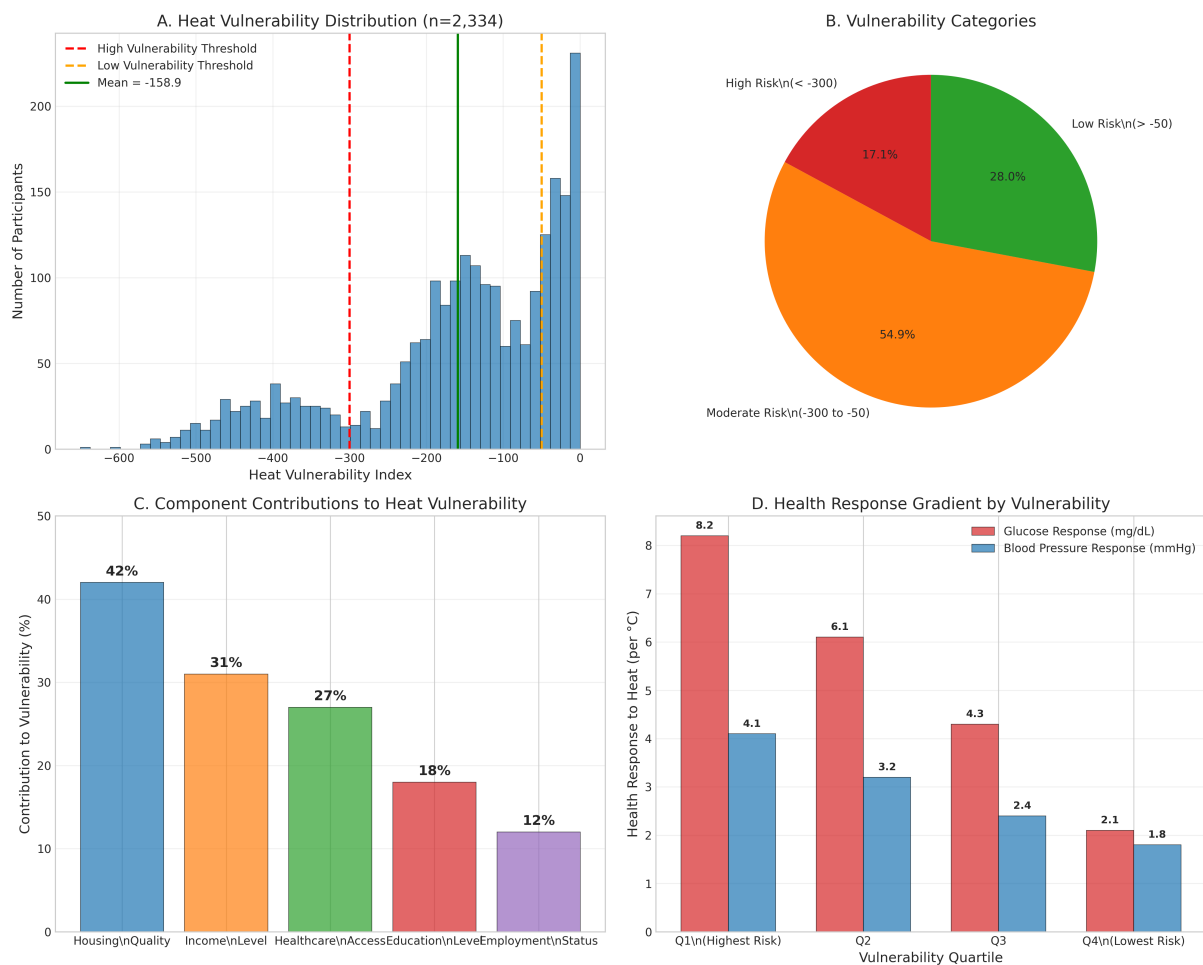 A. Heat Vulnerability Distribution (n=2,334)
High Vulnerability Threshold
Low Vulnerability Threshold
Mean = -158.9
Number of Participants
200
150
100
50
0
−600
−500
−400
−300
−200
−100
0
Heat Vulnerability Index
B. Vulnerability Categories
High Risk\n(< -300)
Low Risk\n(> -50)
17.1%
28.0%
54.9%
Moderate Risk\n(-300 to -50)
C. Component Contributions to Heat Vulnerability
Contribution to Vulnerability (%)
50
40
30
20
10
0
42%
31%
27%
18%
12%
Housing\nQuality
Income\nLevel
Healthcare\nAccess
Education\nLevel
Employment\nStatus
D. Health Response Gradient by Vulnerability
Glucose Response (mg/dL)
Blood Pressure Response (mmHg)
Health Response to Heat (per °C)
8
7
6
5
4
3
2
1
0
8.2
4.1
6.1
3.2
4.3
2.4
2.1
1.8
Q1\n(Highest Risk)
Q2
Q3
Q4\n(Lowest Risk)
Vulnerability Quartile